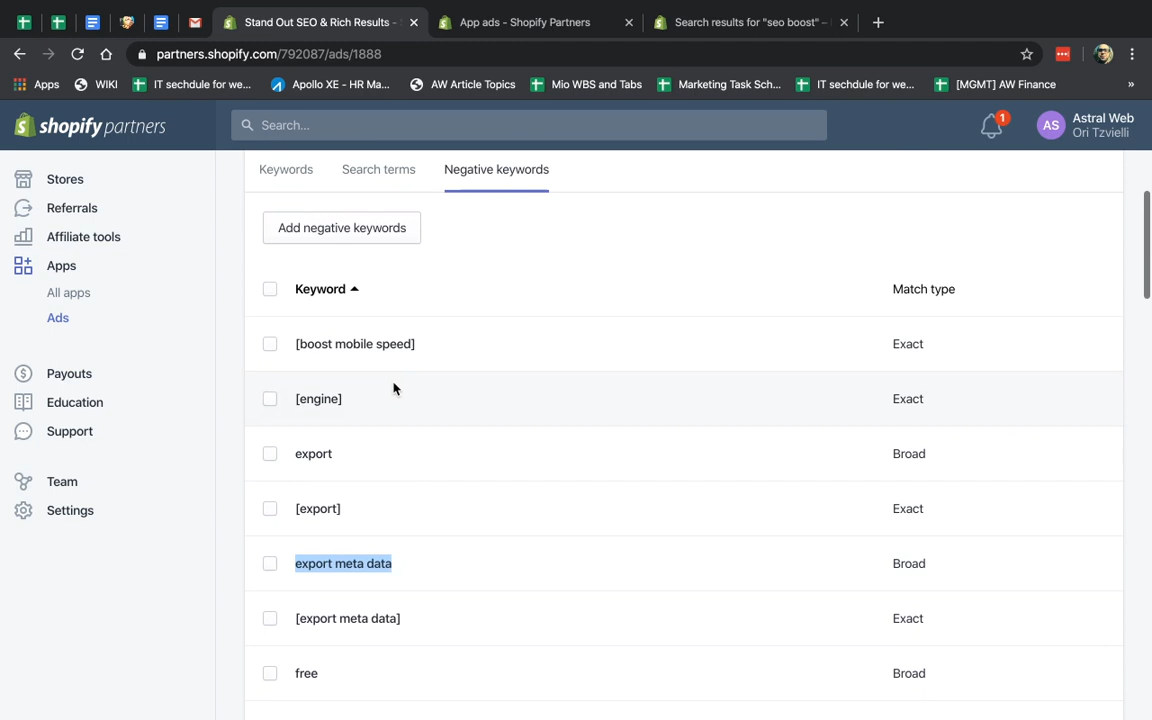 Stand Out SEO & Rich Results -
App ads - Shopify Partners
Search results for "seo boost" –
partners.shopify.com/792087/ads/1888
Apps
WIKI
IT sechdule for we...
Apollo XE - HR Ma...
AW Article Topics
Mio WBS and Tabs
Marketing Task Sch...
IT sechdule for we...
[MGMT] AW Finance
»
shopify partners
Search...
1
AS
Astral Web
Ori Tzvielli
Stores
Referrals
Affiliate tools
Apps
All apps
Ads
Payouts
Education
Support
Team
Settings
Keywords
Search terms
Negative keywords
Add negative keywords
Keyword
Match type
[boost mobile speed]
Exact
[engine]
Exact
export
Broad
[export]
Exact
export meta data
Broad
[export meta data]
Exact
free
Broad